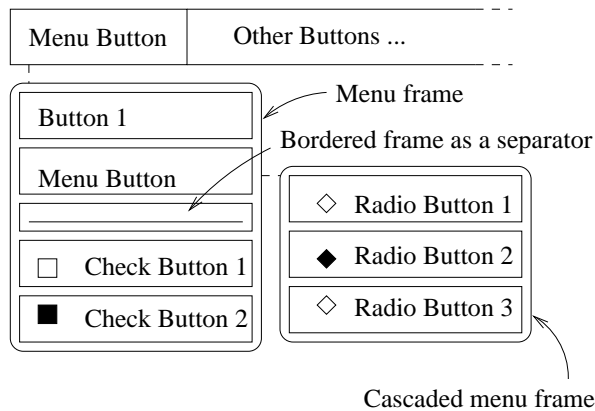 Menu Button
Other Buttons ...
Menu frame
Button 1
Bordered frame as a separator
Menu Button
Radio Button 1
Radio Button 2
Check Button 1
Radio Button 3
Check Button 2
Cascaded menu frame